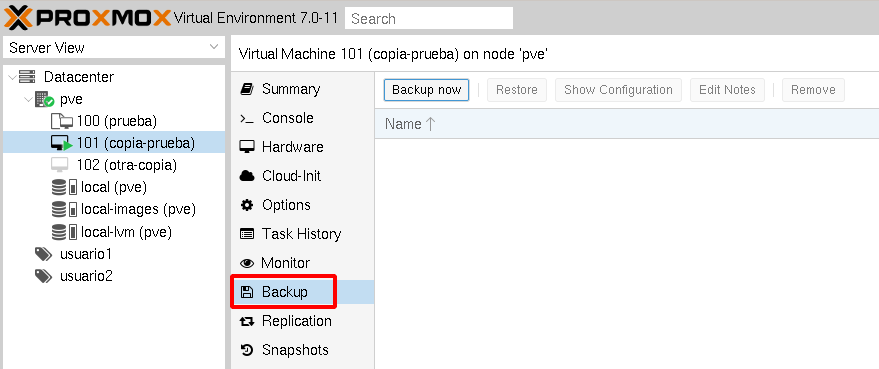 PROXMOX Virtual Environment 7.0-11 Search
Server View
Datacenter
pve
100 (prueba)
101 (copia-prueba)
102 (otra-copia)
local (pve)
local-images (pve)
local-lvm (pve)
usuario1
usuario2
Virtual Machine 101 (copia-prueba) on node 'pve'
Summary
Console
Hardware
Cloud-Init
Options
Task History
Monitor
Backup
Replication
Snapshots
Backup now Restore Show Configuration Edit Notes Remove
Name ↑